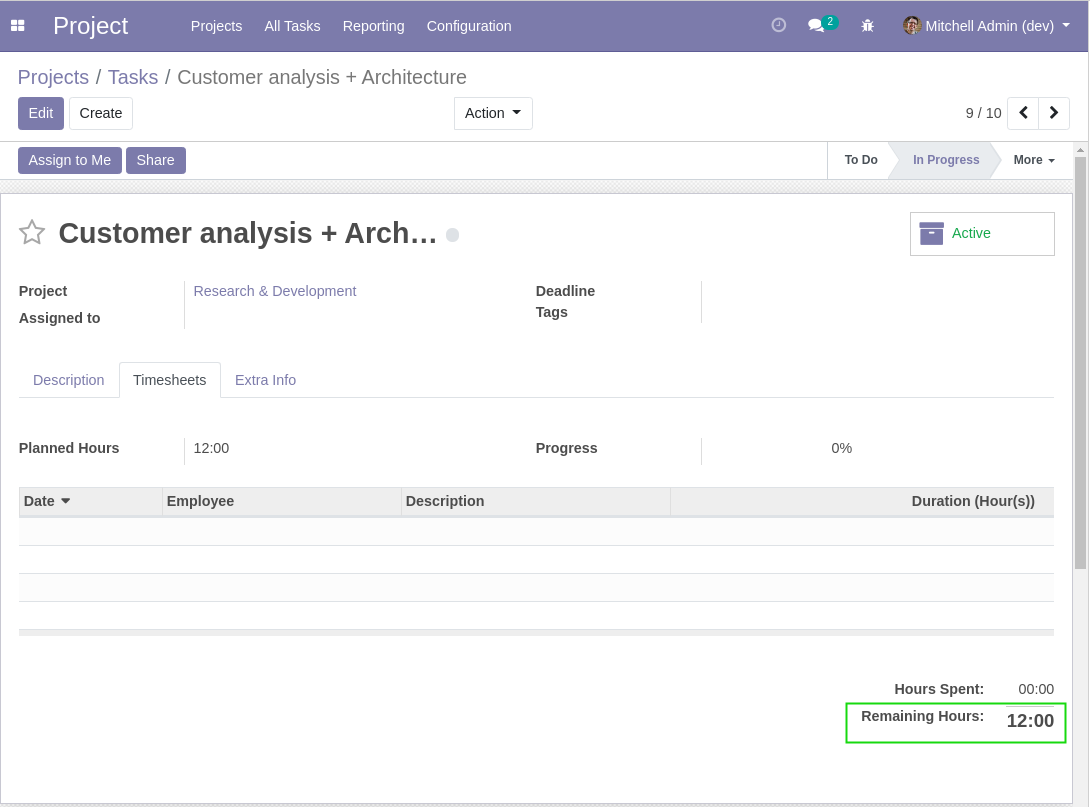 Project Projects All Tasks Reporting Configuration 2 Mitchell Admin (dev)
Projects / Tasks / Customer analysis + Architecture
Edit Create Action 9 / 10
Assign to Me Share To Do In Progress More
Customer analysis + Arch... Active
Project Research & Development Deadline
Assigned to Tags
Description Timesheets Extra Info
Planned Hours 12:00 Progress 0%
Date Employee Description Duration (Hour(s))
Hours Spent: 00:00
Remaining Hours: 12:00